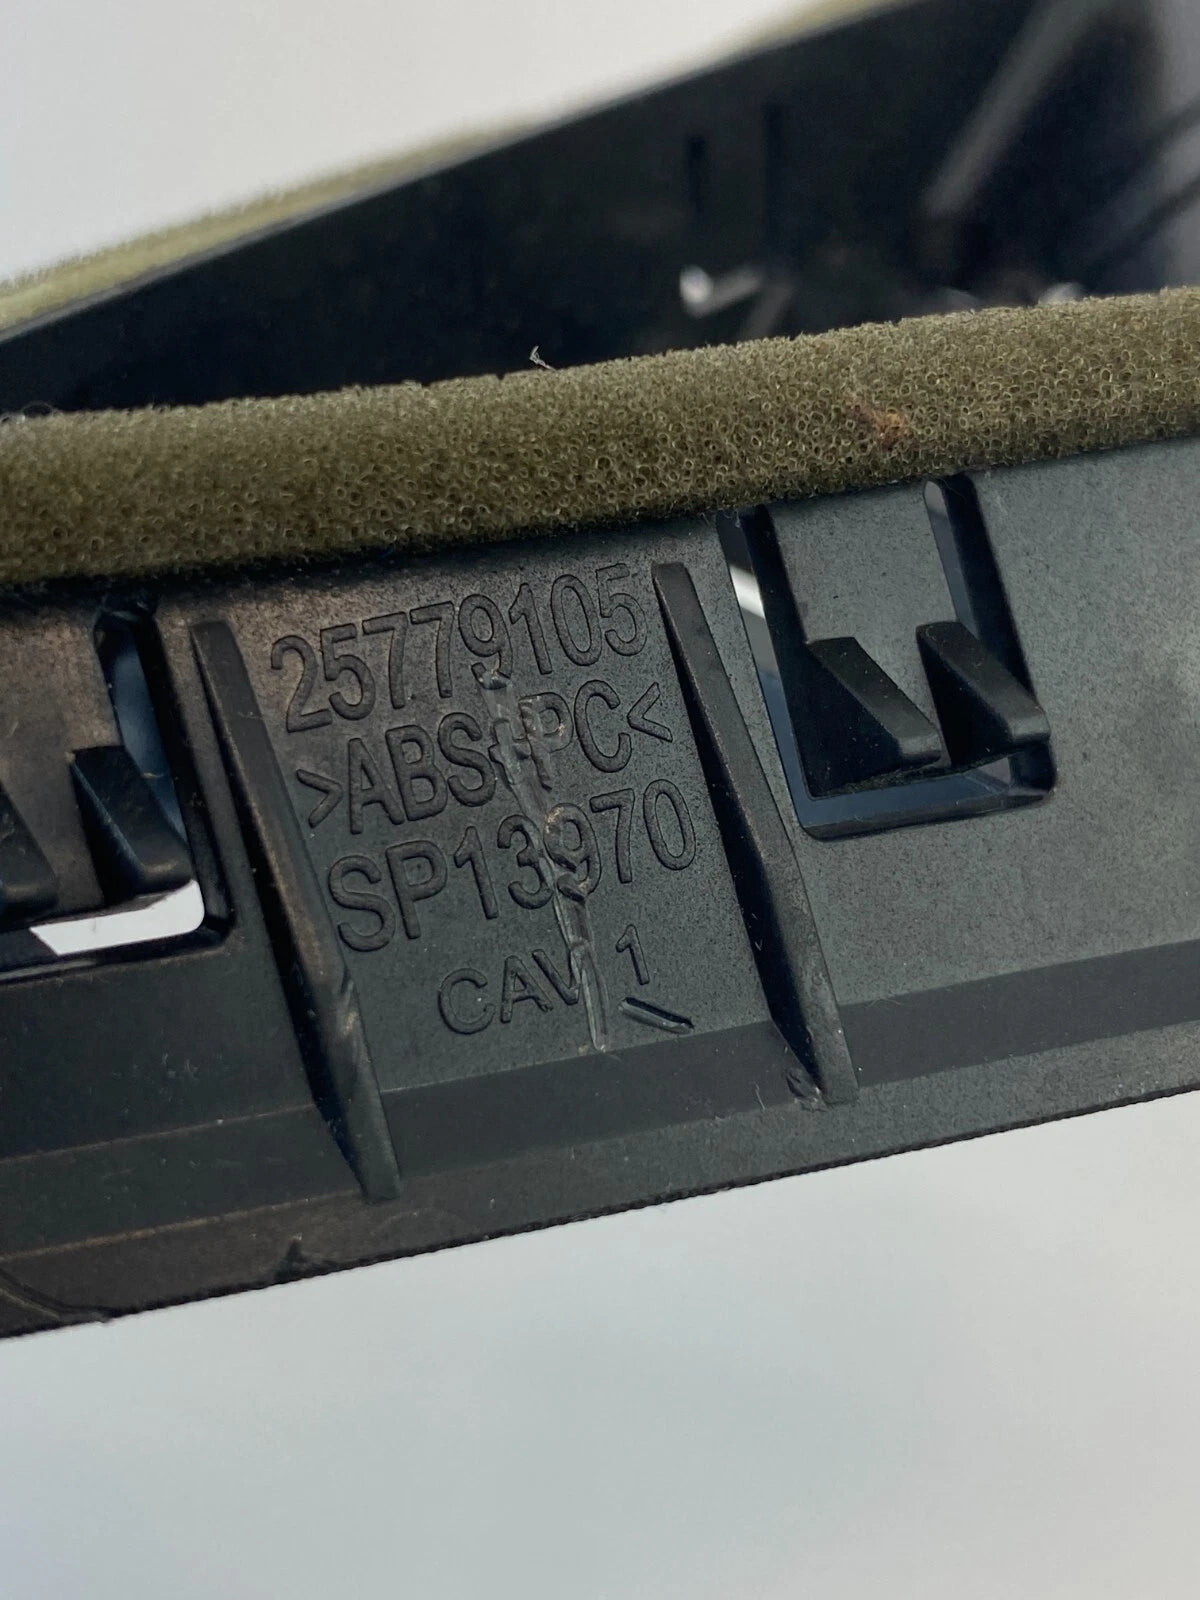 25779105
>ABS+PC<
SP13970
CAV 1